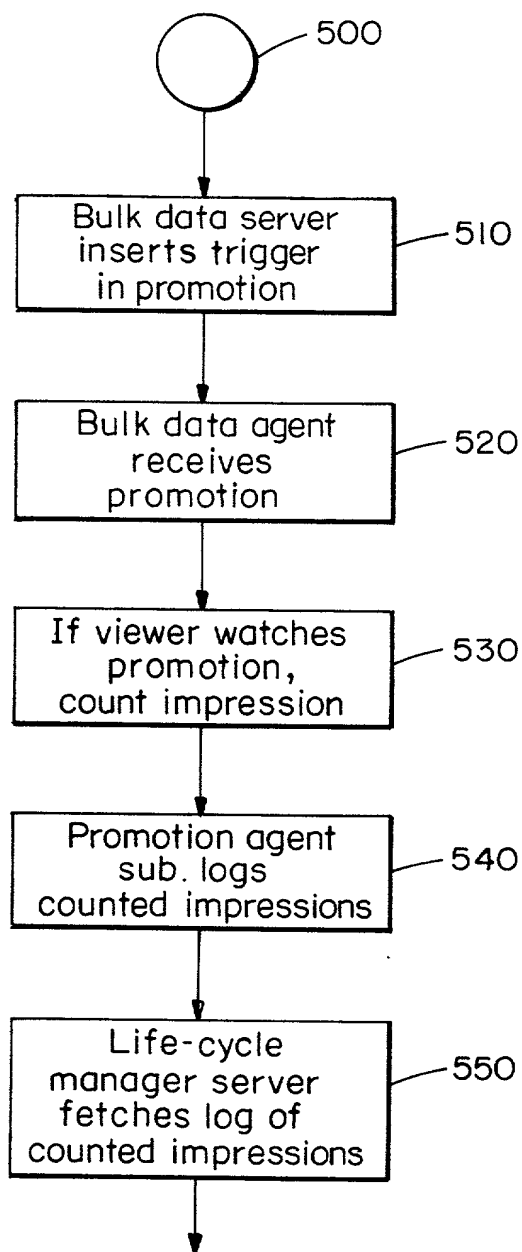 500
Bulk data server
inserts trigger
in promotion
510
Bulk data agent
receives
promotion
520
If viewer watches
promotion,
count impression
530
Promotion agent
sub. logs
counted impressions
540
Life-cycle
manager server
fetches log of
counted impressions
550